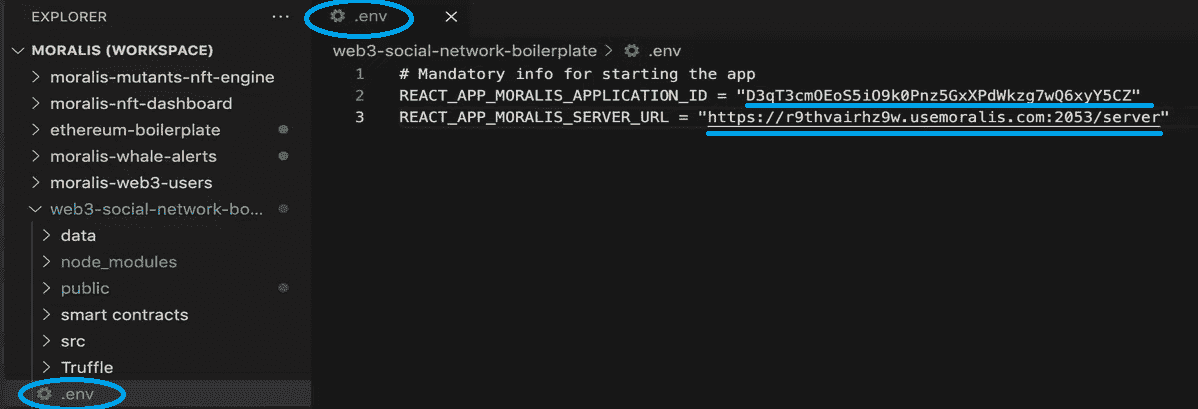 EXPLORER
MORALIS (WORKSPACE)
moralis-mutants-nft-engine
moralis-nft-dashboard
ethereum-boilerplate
moralis-whale-alerts
moralis-web3-users
web3-social-network-bo...
data
node_modules
public
smart contracts
src
Truffle
.env
.env
web3-social-network-boilerplate > .env
1 # Mandatory info for starting the app
2 REACT_APP_MORALIS_APPLICATION_ID = "D3qT3cmOEoS5iO9k0Pnz5GxXPdWkzg7wQ6xyY5CZ"
3 REACT_APP_MORALIS_SERVER_URL = "https://r9thvairhz9w.usemoralis.com:2053/server"